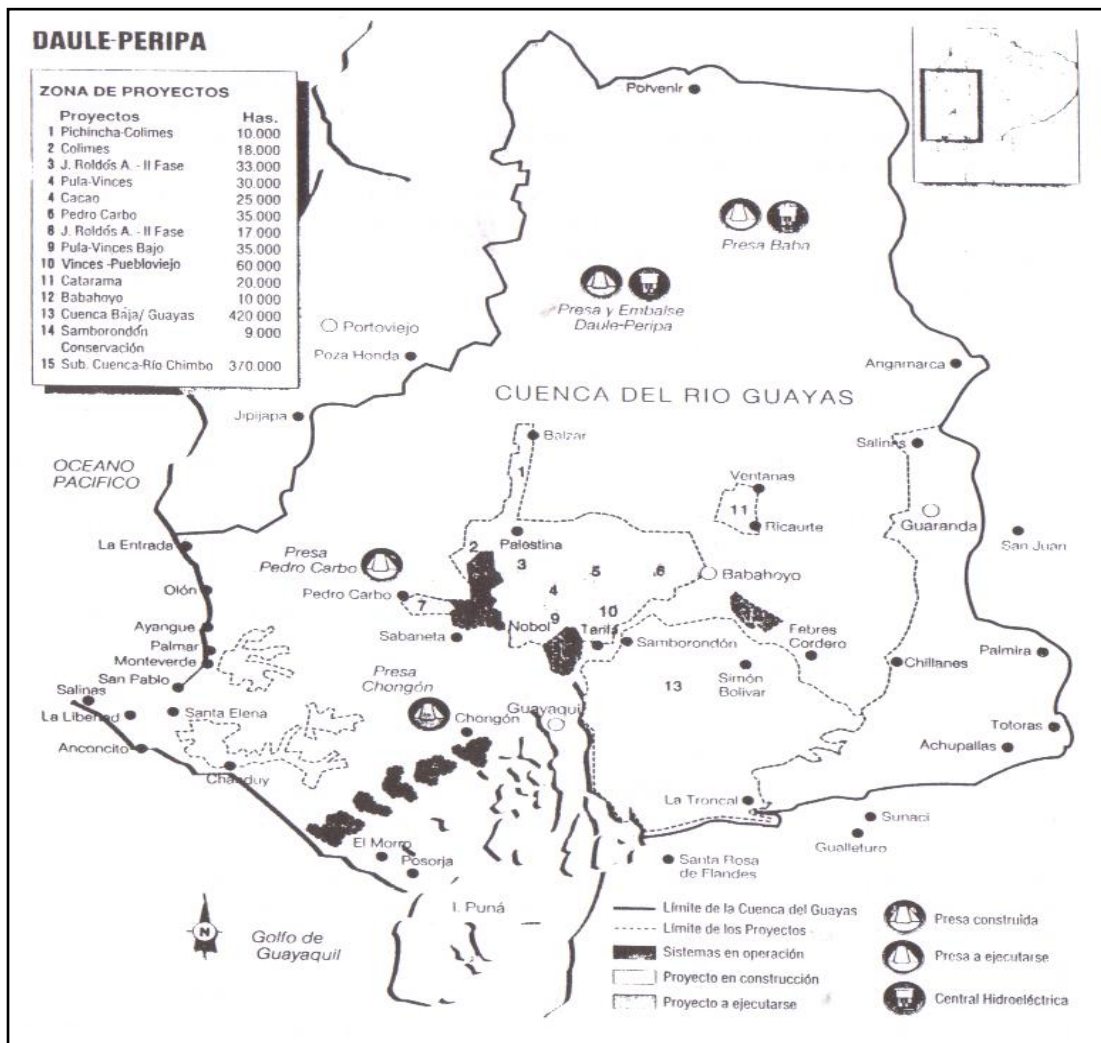 DAULE-PERIPA
ZONA DE PROYECTOS
Proyectos Has.
1 Pichincha-Colimes 10.000
2 Colimes 18.000
3 J. Roldós A. - II Fase 33.000
4 Pula-Vinces 30.000
4 Cacao 25 000
6 Pedro Carbo 35.000
8 J. Roldós A. - II Fase 17 000
9 Pula-Vinces Bajo 35.000
10 Vinces -Puebloviejo 60 000
11 Catarama 20.000
12 Babahoyo 10 000
13 Cuenca Baja/ Guayas 420 000
14 Samborondón 9 000
Conservación
15 Sub. Cuenca-Río Chimbo 370.000
Porvenir
Presa Baba
Presa y Embalse
Daule-Peripa
Portoviejo
Poza Honda
Angamarca
CUENCA DEL RIO GUAYAS
Jipijapa
Balzar
Salinas
OCEANO
PACIFICO
1
Ventanas
11
Ricaurte
Guaranda
San Juan
La Entrada
Presa
Pedro Carbo
2
Palestina
3
5
6
Babahoyo
Olón
Pedro Carbo
7
4
9
10
Ayangue
Sabaneta
Nobol
Tarifa
Samborondón
Febres
Cordero
Palmar
Monteverde
Presa
Chongón
13
Simón
Bolívar
Chillanes
Palmira
San Pablo
Salinas
La Libertad
Santa Elena
Chongón
Guayaquil
Totoras
Anconcito
Achupallas
Chanduy
La Troncal
El Morro
Posorja
Sunaci
Gualleturo
Santa Rosa
de Flandes
I. Puná
N
Golfo de
Guayaquil
Límite de la Cuenca del Guayas
Límite de los Proyectos
Sistemas en operación
Proyecto en construcción
Proyecto a ejecutarse
Presa construída
Presa a ejecutarse
Central Hidroeléctrica